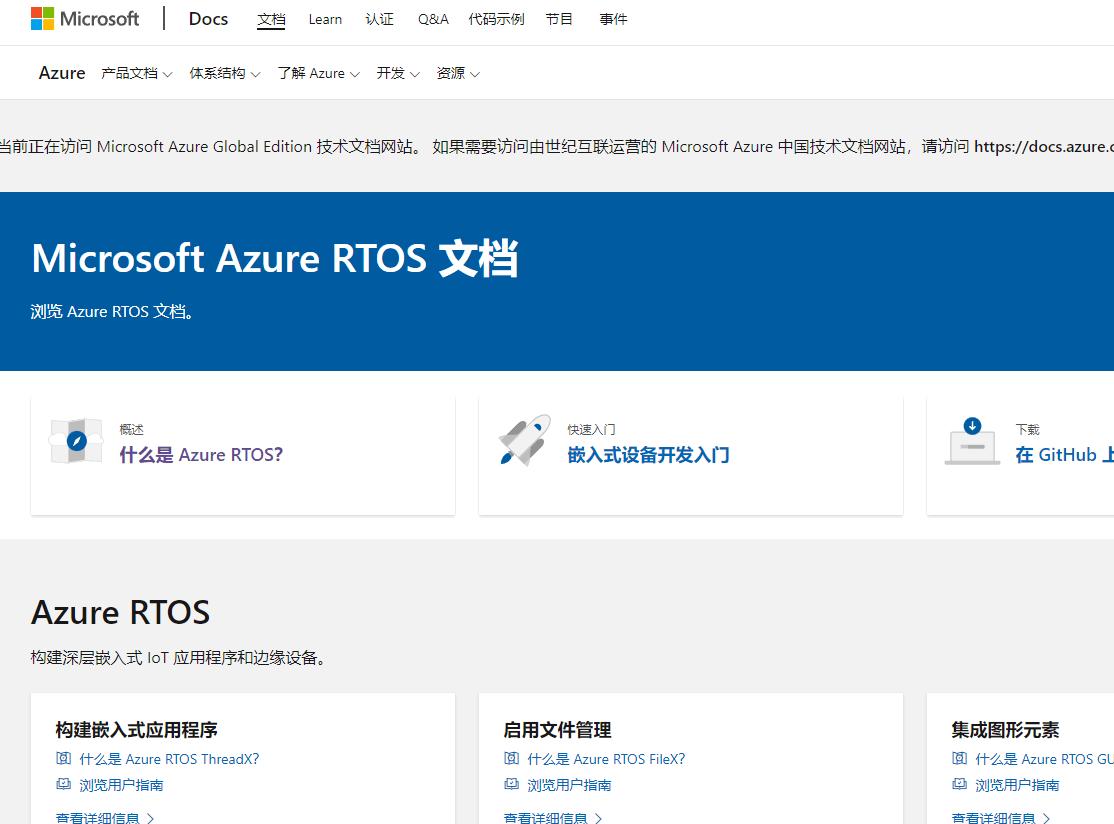 Microsoft Docs 文档 Learn 认证 Q&A 代码示例 节目 事件
Azure 产品文档 体系结构 了解 Azure 开发 资源
当前正在访问 Microsoft Azure Global Edition 技术文档网站。 如果需要访问由世纪互联运营的 Microsoft Azure 中国技术文档网站，请访问 https://docs.azure.c
Microsoft Azure RTOS 文档
浏览 Azure RTOS 文档。
概述
什么是 Azure RTOS?
快速入门
嵌入式设备开发入门
下载
在 GitHub 上
Azure RTOS
构建深层嵌入式 IoT 应用程序和边缘设备。
构建嵌入式应用程序
什么是 Azure RTOS ThreadX?
浏览用户指南
查看详细信息
启用文件管理
什么是 Azure RTOS FileX?
浏览用户指南
查看详细信息
集成图形元素
什么是 Azure RTOS GU
浏览用户指南
查看详细信息